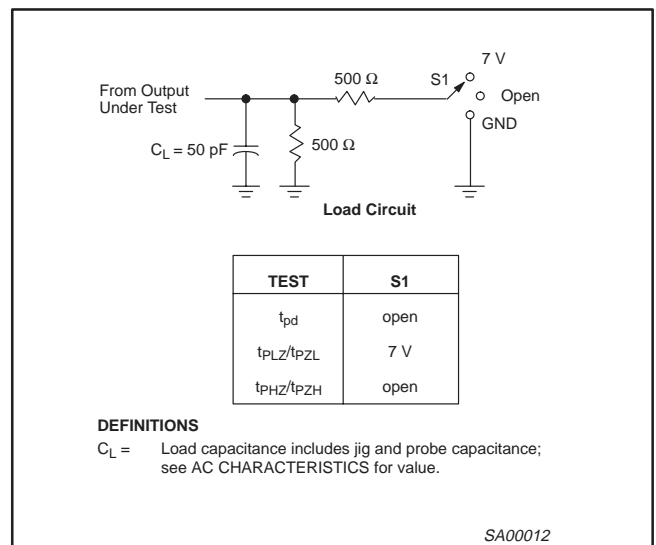 7 V
500 Ω
S1
Open
From Output
Under Test
GND
C_L = 50 pF
500 Ω
Load Circuit
TEST S1
t_pd open
t_PLZ/t_PZL 7 V
t_PHZ/t_PZH open
DEFINITIONS
C_L = Load capacitance includes jig and probe capacitance;
see AC CHARACTERISTICS for value.
SA00012